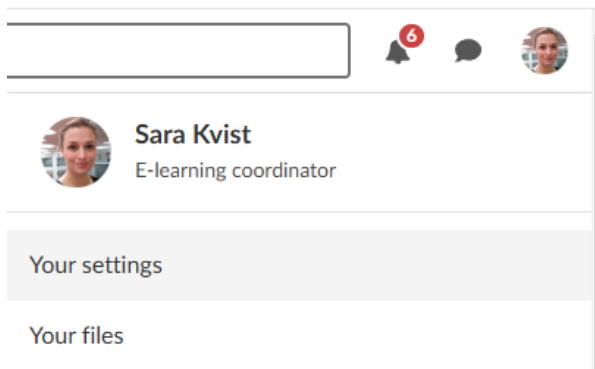 6
Sara Kvist
E-learning coordinator
Your settings
Your files